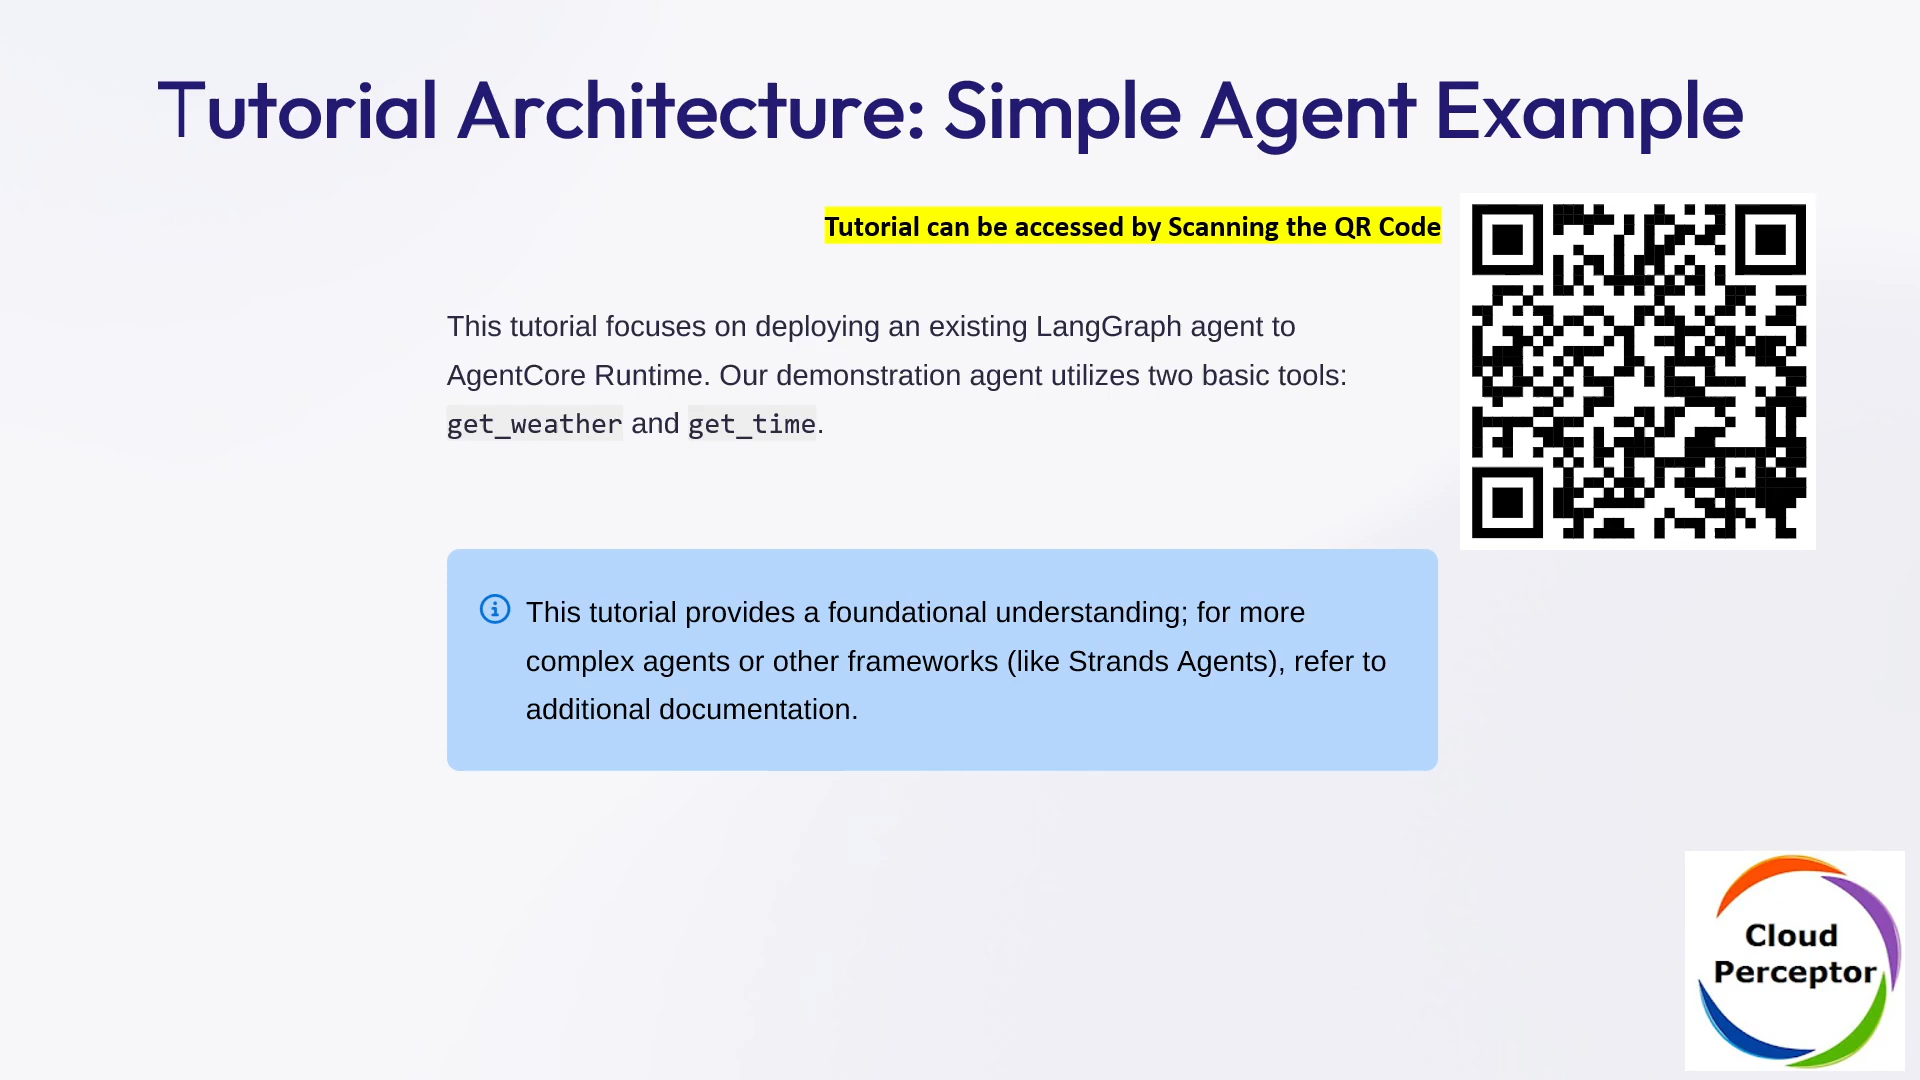 Tutorial Architecture: Simple Agent Example
Tutorial can be accessed by Scanning the QR Code
This tutorial focuses on deploying an existing LangGraph agent to
AgentCore Runtime. Our demonstration agent utilizes two basic tools:
get_weather and get_time.
This tutorial provides a foundational understanding; for more
complex agents or other frameworks (like Strands Agents), refer to
additional documentation.
Cloud
Perceptor